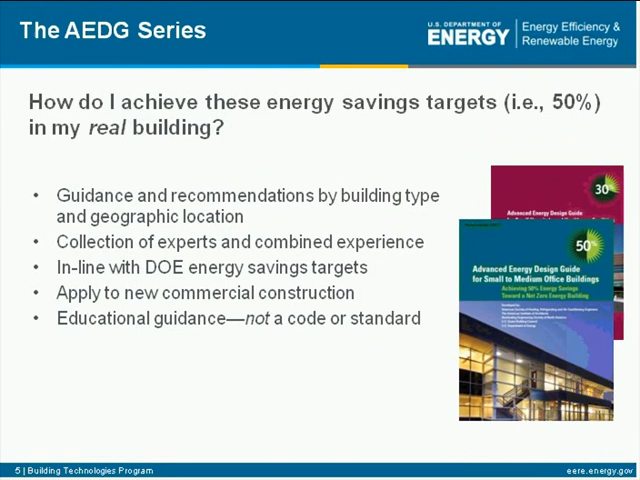 The AEDG Series
U.S. DEPARTMENT OF
ENERGY
Energy Efficiency &
Renewable Energy
How do I achieve these energy savings targets (i.e., 50%)
in my real building?
• Guidance and recommendations by building type
and geographic location
• Collection of experts and combined experience
• In-line with DOE energy savings targets
• Apply to new commercial construction
• Educational guidance—not a code or standard
30%
Advanced Energy Design Guide
50%
Advanced Energy Design Guide
for Small to Medium Office Buildings
Achieving 50% Energy Savings
Toward a Net Zero Energy Building
5 | Building Technologies Program
eere.energy.gov